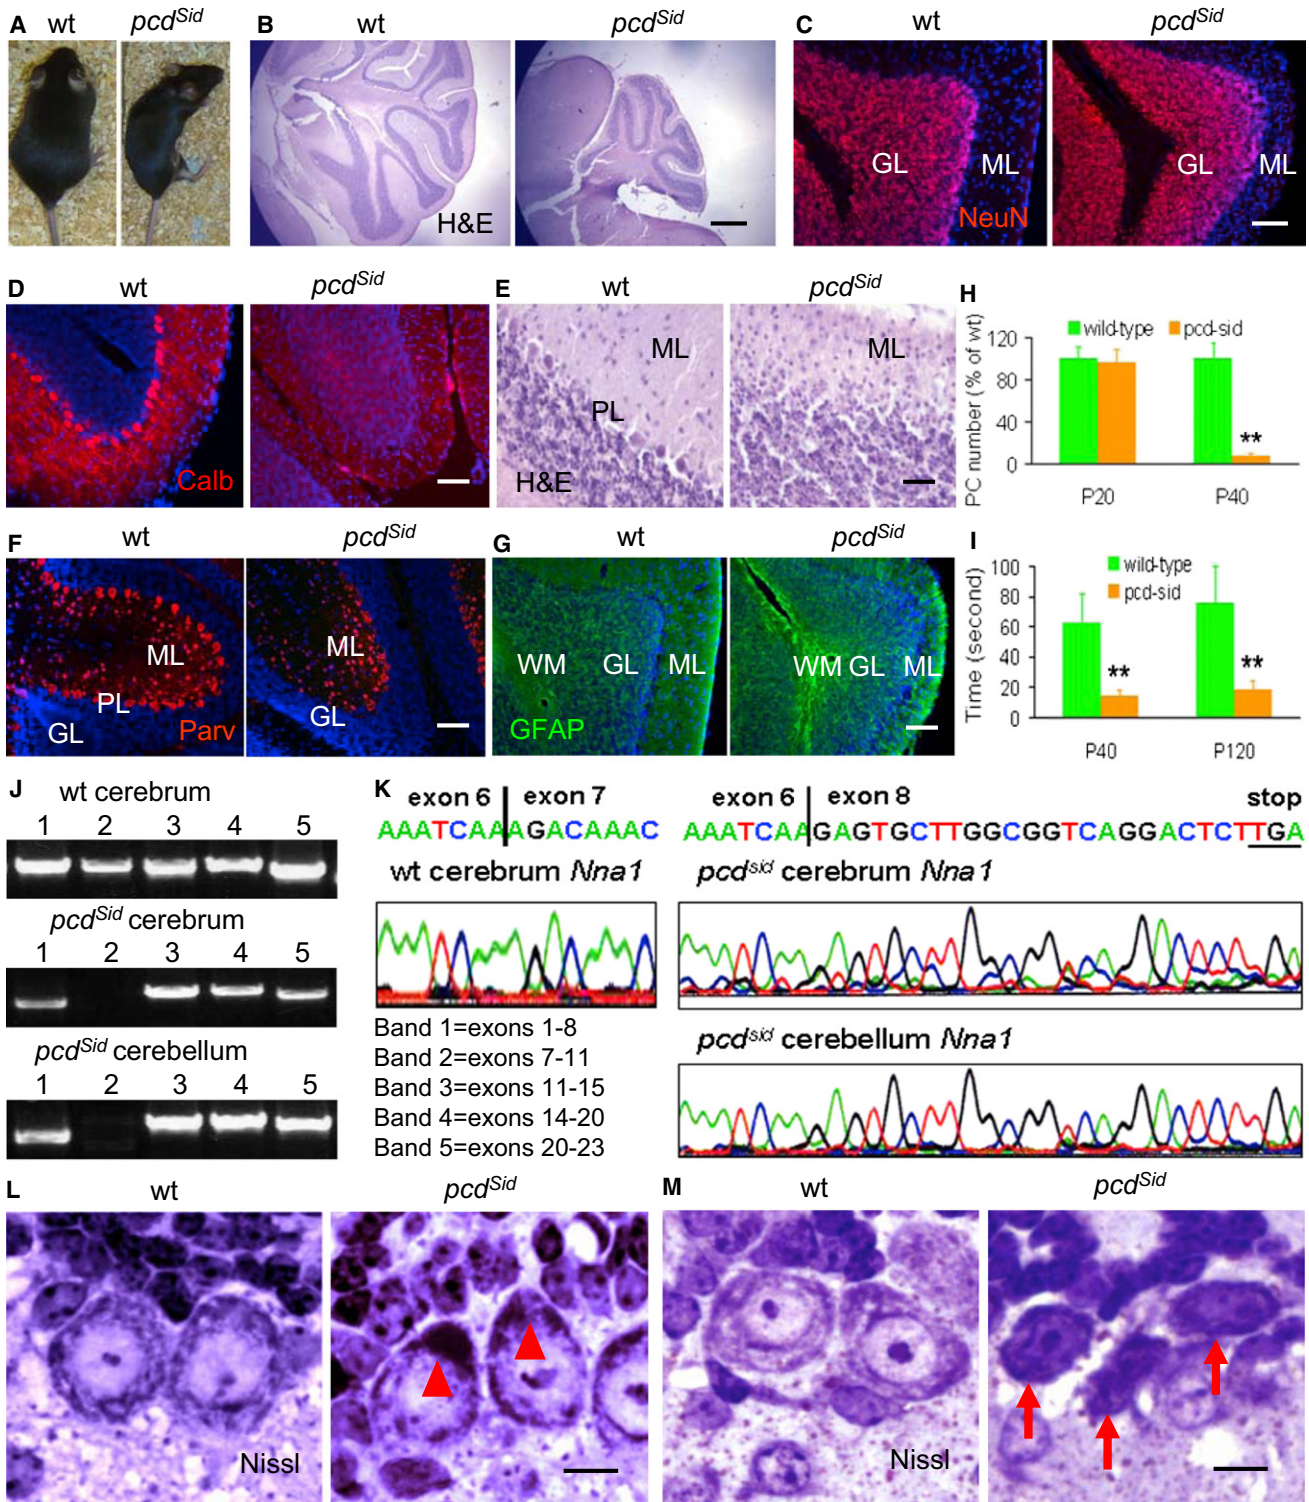 A wt pcdSid
B wt pcdSid
H&E
C wt pcdSid
GL ML GL ML
NeuN
D wt pcdSid
Calb
E wt pcdSid
ML ML
PL
H&E
H
wild-type pcd-sid
PC number (% of wt)
120
80
40
0
**
P20 P40
F wt pcdSid
ML ML
PL
GL Parv GL
G wt pcdSid
WM GL ML WM GL ML
GFAP
I
wild-type
pcd-sid
Time (second)
100
80
60
40
20
0
** **
P40 P120
J
wt cerebrum
1 2 3 4 5
pcdSid cerebrum
1 2 3 4 5
pcdSid cerebellum
1 2 3 4 5
K
exon 6 exon 7
AAATCAAAGACAAAC
wt cerebrum Nna1
exon 6 exon 8 stop
AAATCAAGAGTGCTTGGCGGTCAGGACTCTTGA
pcdsid cerebrum Nna1
pcdsid cerebellum Nna1
Band 1=exons 1-8
Band 2=exons 7-11
Band 3=exons 11-15
Band 4=exons 14-20
Band 5=exons 20-23
L wt pcdSid
Nissl
M wt pcdSid
Nissl